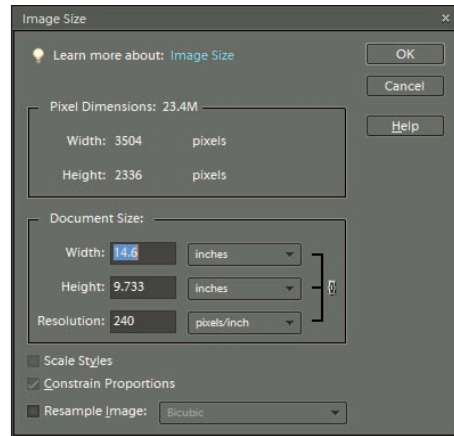 Image Size
x
Learn more about: Image Size
OK
Cancel
Help
Pixel Dimensions: 23.4M
Width: 3504 pixels
Height: 2336 pixels
Document Size:
Width: 14.6 inches
Height: 9.733 inches
Resolution: 240 pixels/inch
Scale Styles
Constrain Proportions
Resample Image: Bicubic